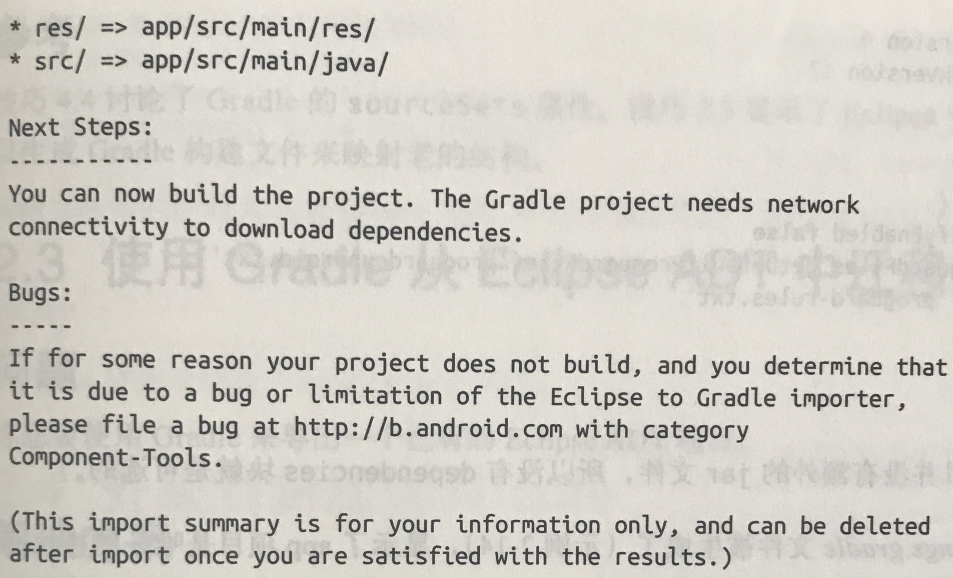 * res/ => app/src/main/res/
* src/ => app/src/main/java/
Next Steps:
-----------
You can now build the project. The Gradle project needs network
connectivity to download dependencies.
Bugs:
-----
If for some reason your project does not build, and you determine that
it is due to a bug or limitation of the Eclipse to Gradle importer,
please file a bug at http://b.android.com with category
Component-Tools.
(This import summary is for your information only, and can be deleted
after import once you are satisfied with the results.)